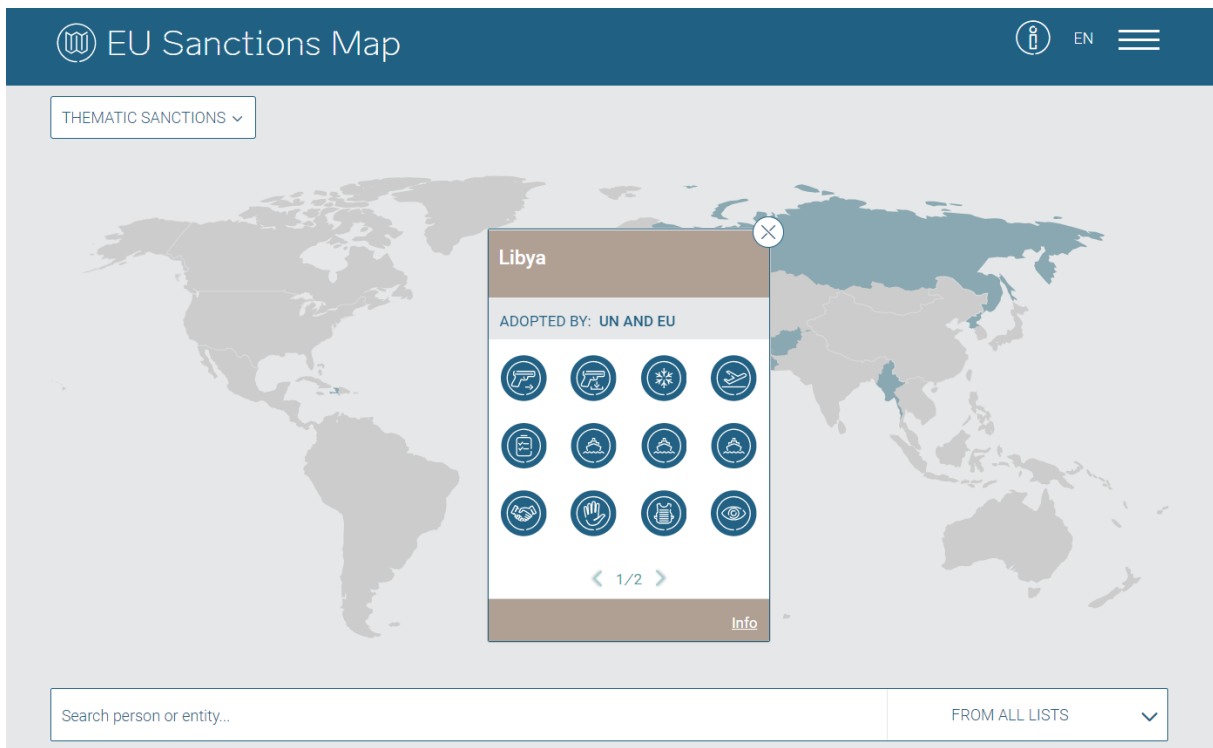 EU Sanctions Map
EN
THEMATIC SANCTIONS
Libya
ADOPTED BY: UN AND EU
1/2
Info
Search person or entity...
FROM ALL LISTS